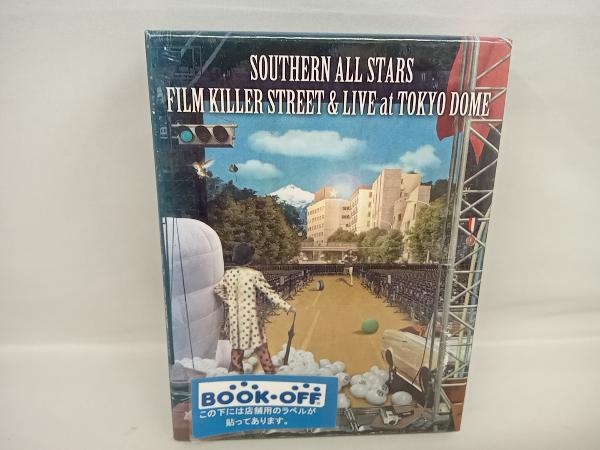 SOUTHERN ALL STARS
FILM KILLER STREET & LIVE at TOKYO DOME
BOOK・OFF
この下には店舗用のラベルが
貼ってあります。